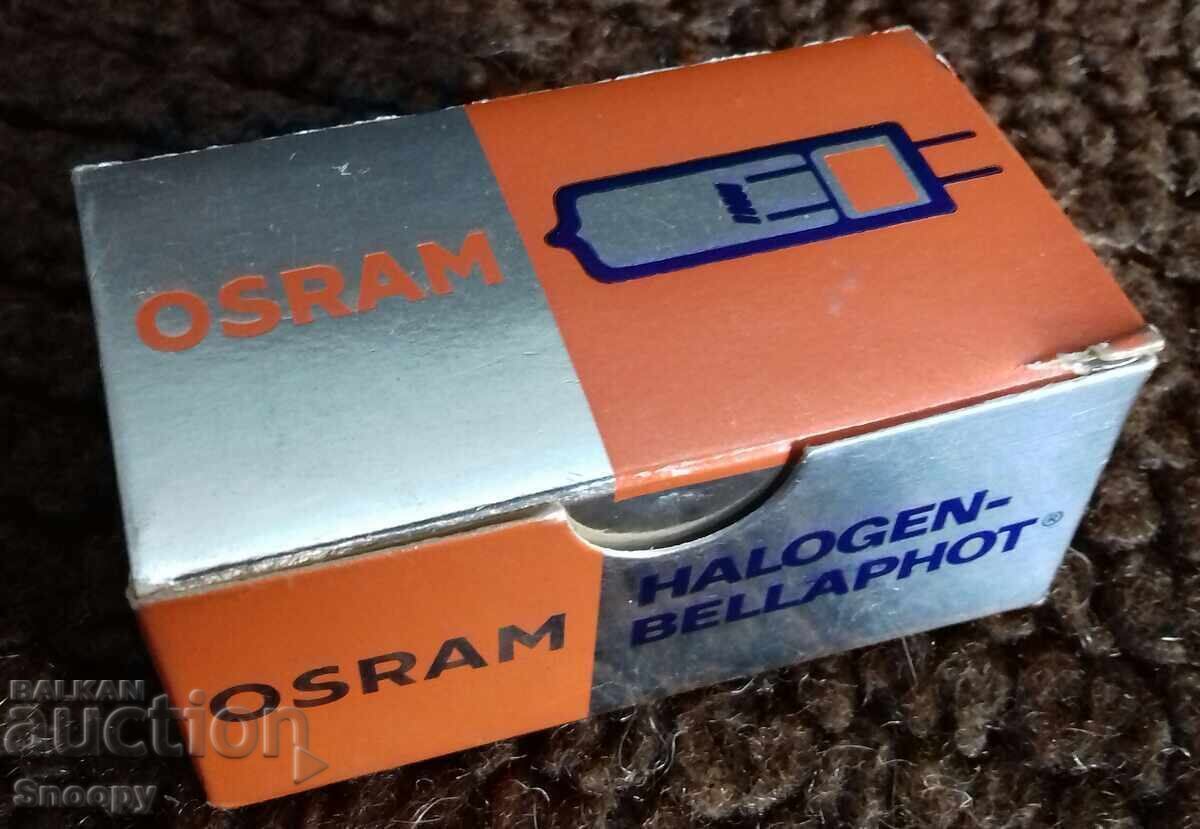 OSRAM
OSRAM
HALOGEN-
BELLAPHOT®
BALKAN
auction
Snoopy